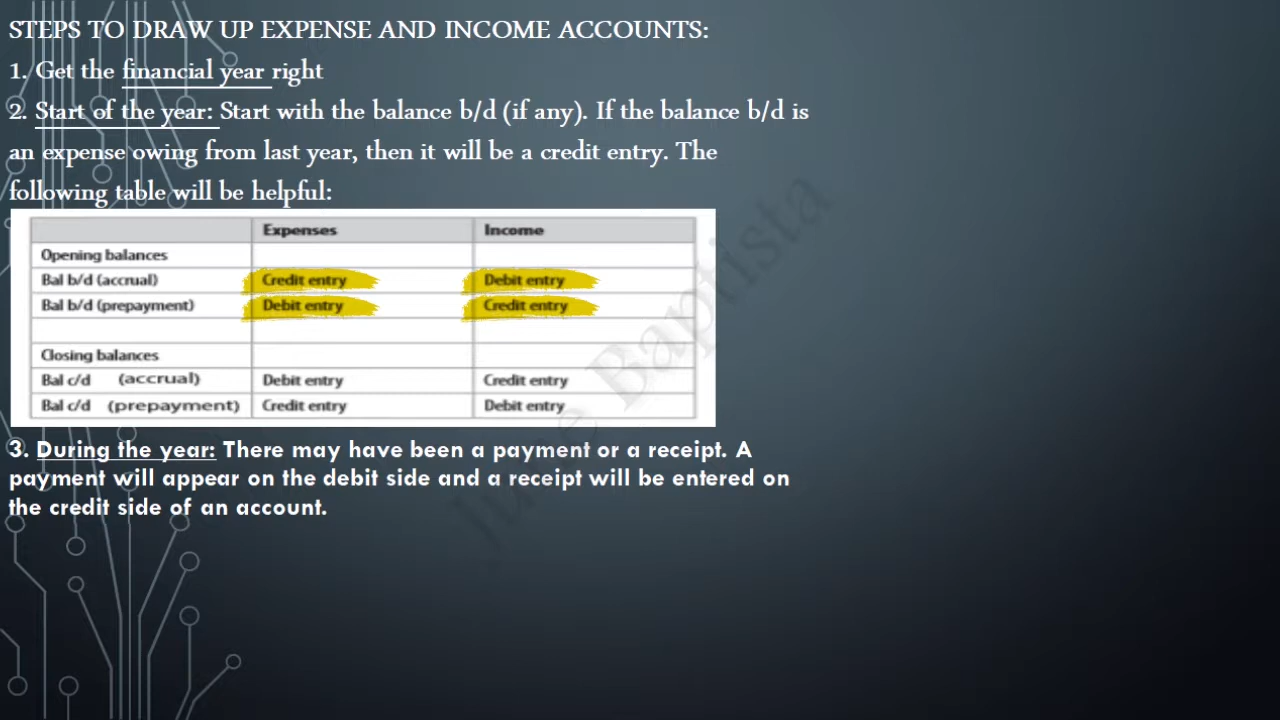 STEPS TO DRAW UP EXPENSE AND INCOME ACCOUNTS:
1. Get the financial year right
2. Start of the year: Start with the balance b/d (if any). If the balance b/d is
an expense owing from last year, then it will be a credit entry. The
following table will be helpful:
Expenses Income
Opening balances
Bal b/d (accrual) Credit entry Debit entry
Bal b/d (prepayment) Debit entry Credit entry
Closing balances
Bal c/d (accrual) Debit entry Credit entry
Bal c/d (prepayment) Credit entry Debit entry
3. During the year: There may have been a payment or a receipt. A
payment will appear on the debit side and a receipt will be entered on
the credit side of an account.
Baptista